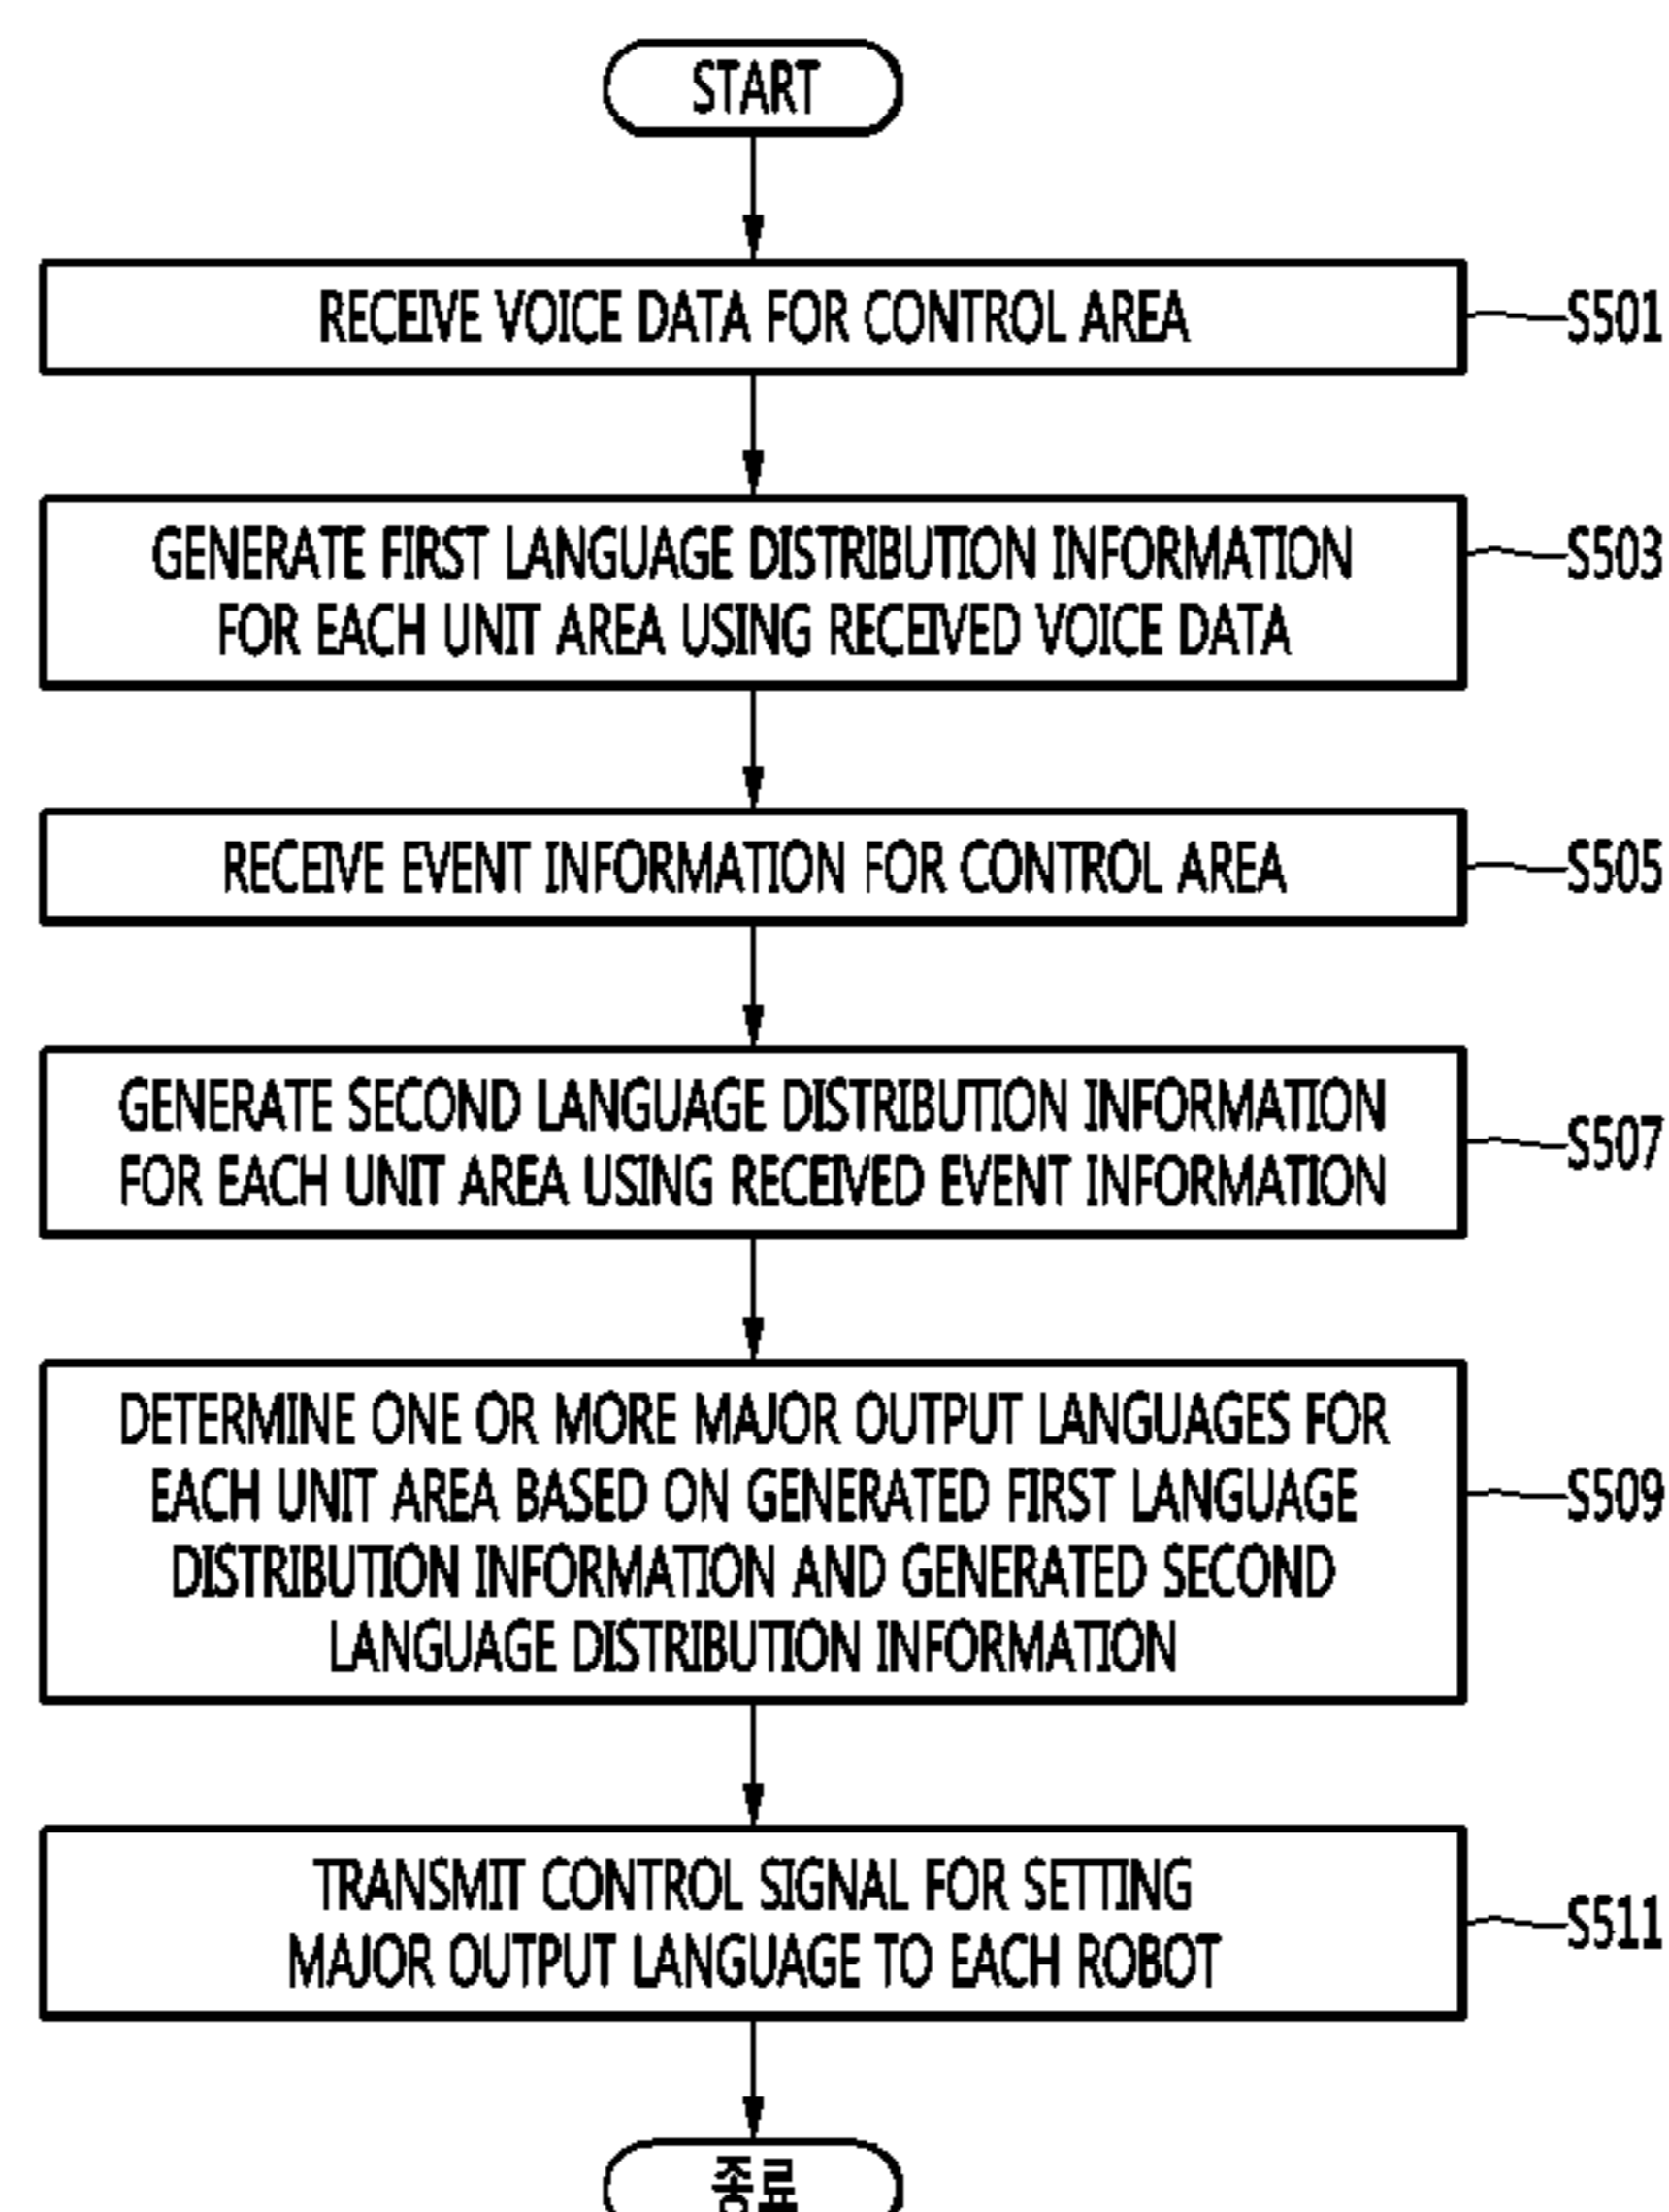 START
RECEIVE VOICE DATA FOR CONTROL AREA
S501
GENERATE FIRST LANGUAGE DISTRIBUTION INFORMATION
FOR EACH UNIT AREA USING RECEIVED VOICE DATA
S503
RECEIVE EVENT INFORMATION FOR CONTROL AREA
S505
GENERATE SECOND LANGUAGE DISTRIBUTION INFORMATION
FOR EACH UNIT AREA USING RECEIVED EVENT INFORMATION
S507
DETERMINE ONE OR MORE MAJOR OUTPUT LANGUAGES FOR
EACH UNIT AREA BASED ON GENERATED FIRST LANGUAGE
DISTRIBUTION INFORMATION AND GENERATED SECOND
LANGUAGE DISTRIBUTION INFORMATION
S509
TRANSMIT CONTROL SIGNAL FOR SETTING
MAJOR OUTPUT LANGUAGE TO EACH ROBOT
S511
종료